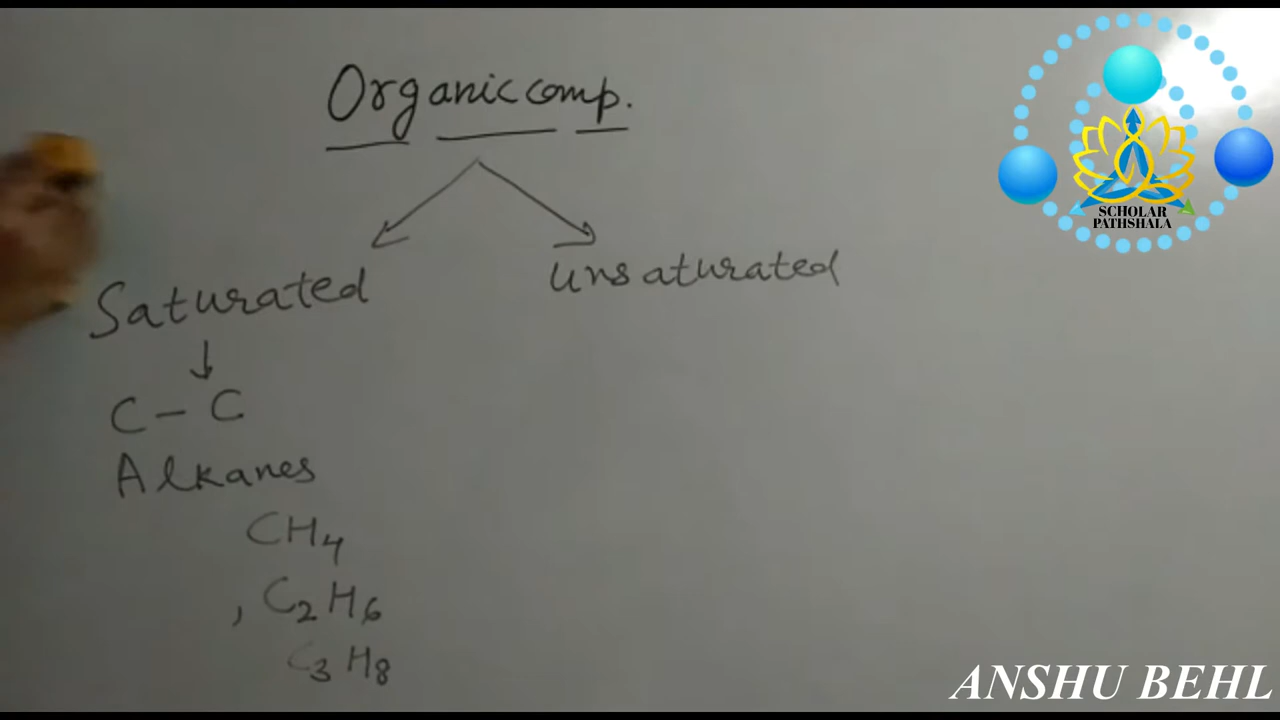 Organic comp.
Saturated
unsaturated
C – C
Alkanes
CH4
, C2H6
C3H8
SCHOLAR
PATHSHALA
ANSHU BEHL